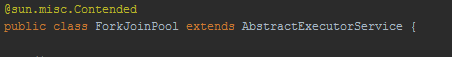 @sun.misc.Contended
public class ForkJoinPool extends AbstractExecutorService {